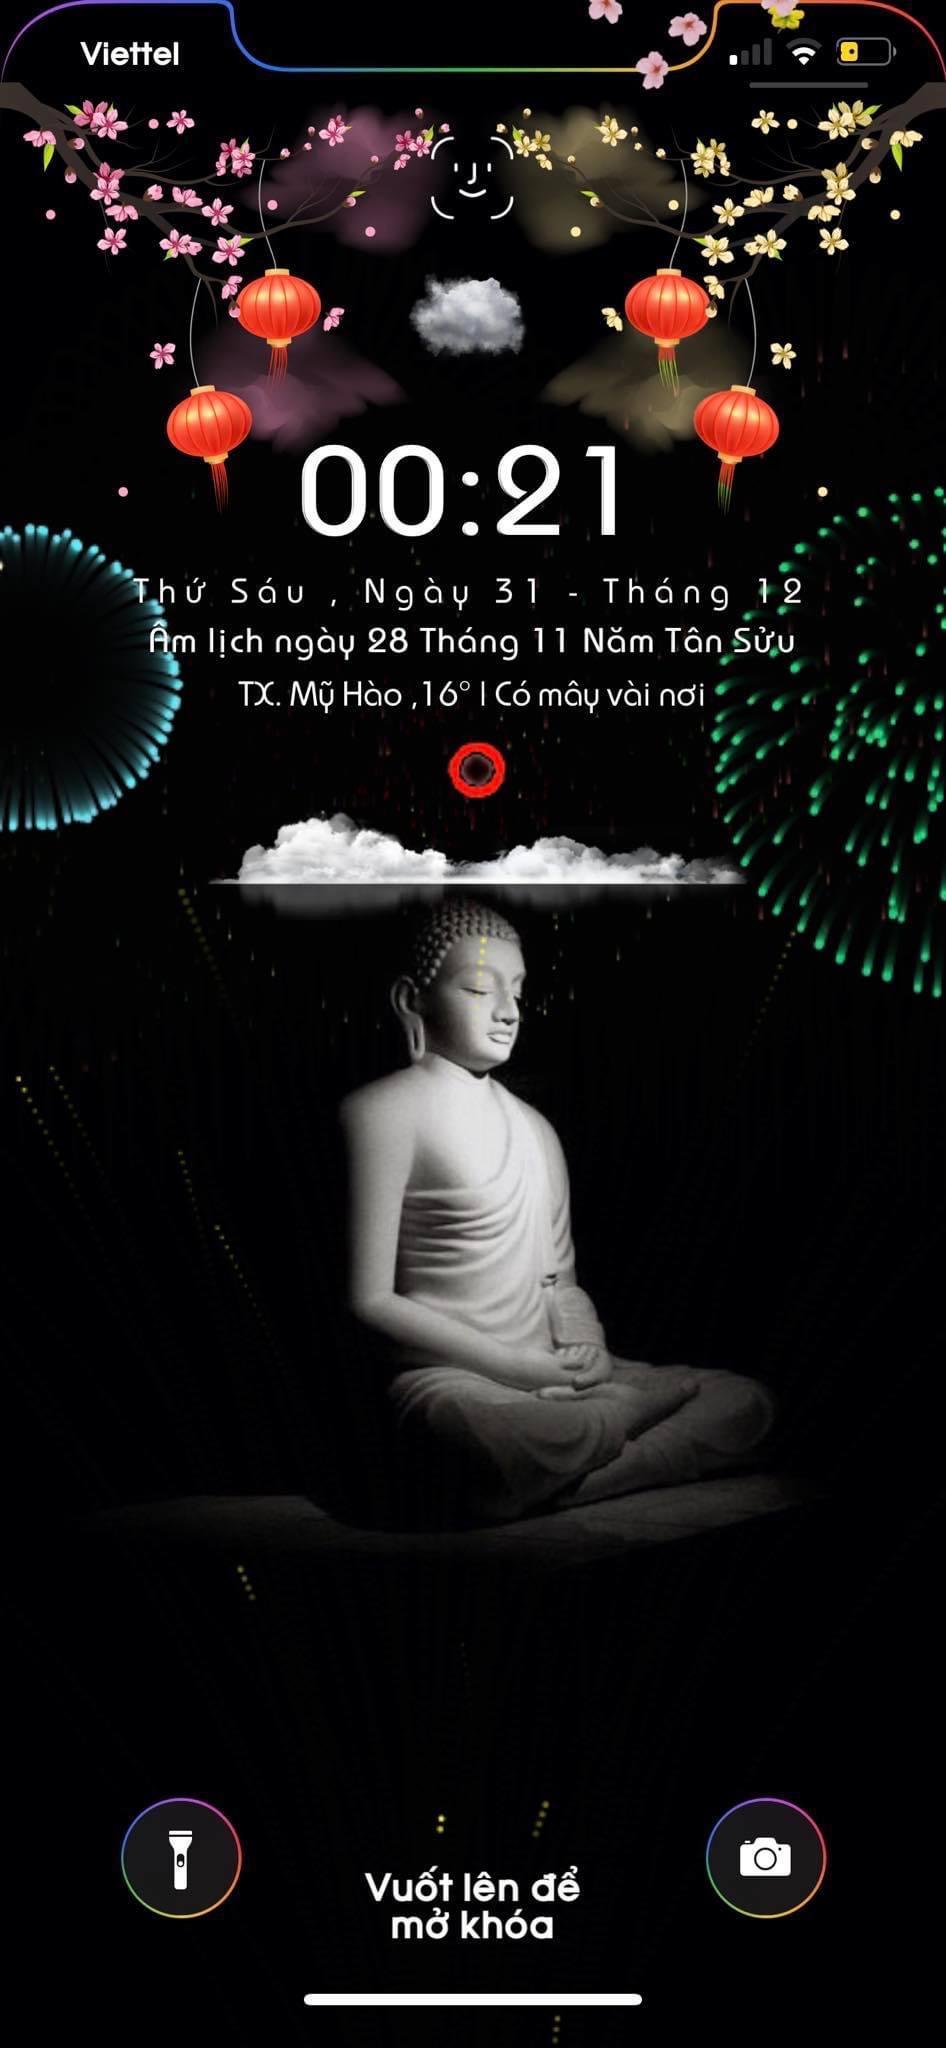 Viettel
00:21
Thứ Sáu , Ngày 31 - Tháng 12
Âm lịch ngày 28 Tháng 11 Năm Tân Sửu
TX. Mỹ Hào ,16° | Có mây vài nơi
Vuốt lên để
mở khóa